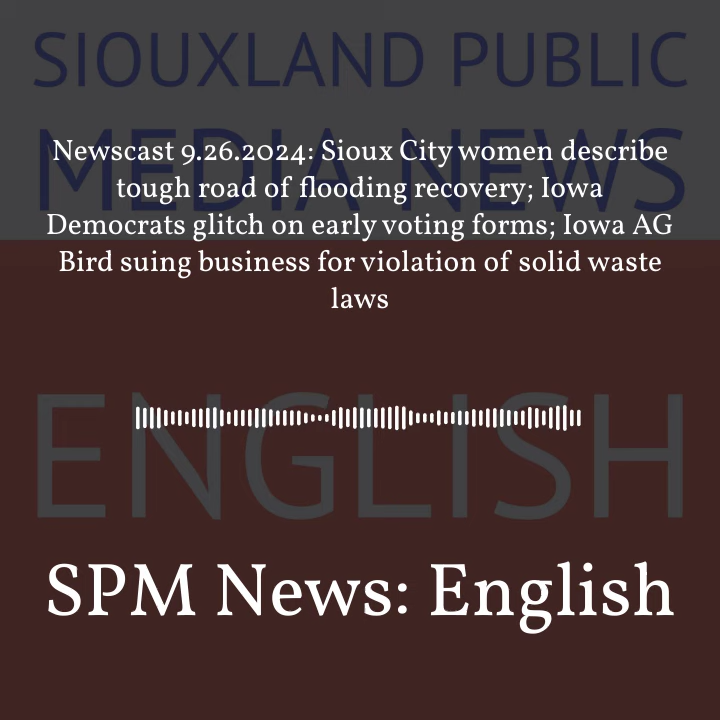 SIOUXLAND PUBLIC
MEDIA NEWS
Newscast 9.26.2024: Sioux City women describe
tough road of flooding recovery; Iowa
Democrats glitch on early voting forms; Iowa AG
Bird suing business for violation of solid waste
laws
ENGLISH
SPM News: English